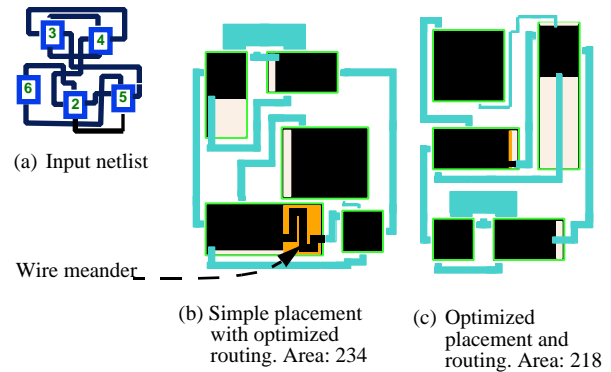 3
4
6
2
5
(a) Input netlist
Wire meander
(b) Simple placement
with optimized
routing. Area: 234
(c) Optimized
placement and
routing. Area: 218